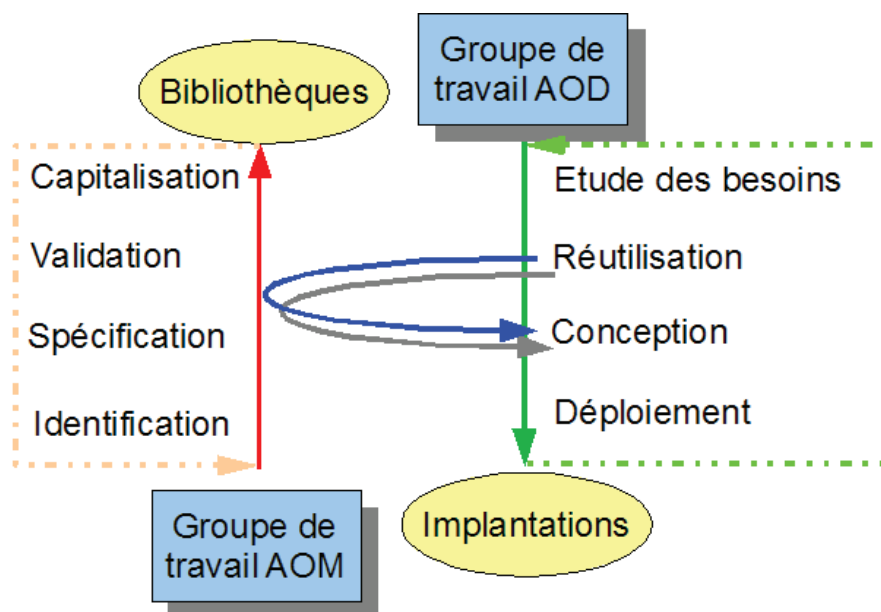 Bibliothèques
Groupe de
travail AOD
Capitalisation
Etude des besoins
Validation
Réutilisation
Spécification
Conception
Identification
Déploiement
Groupe de
travail AOM
Implantations